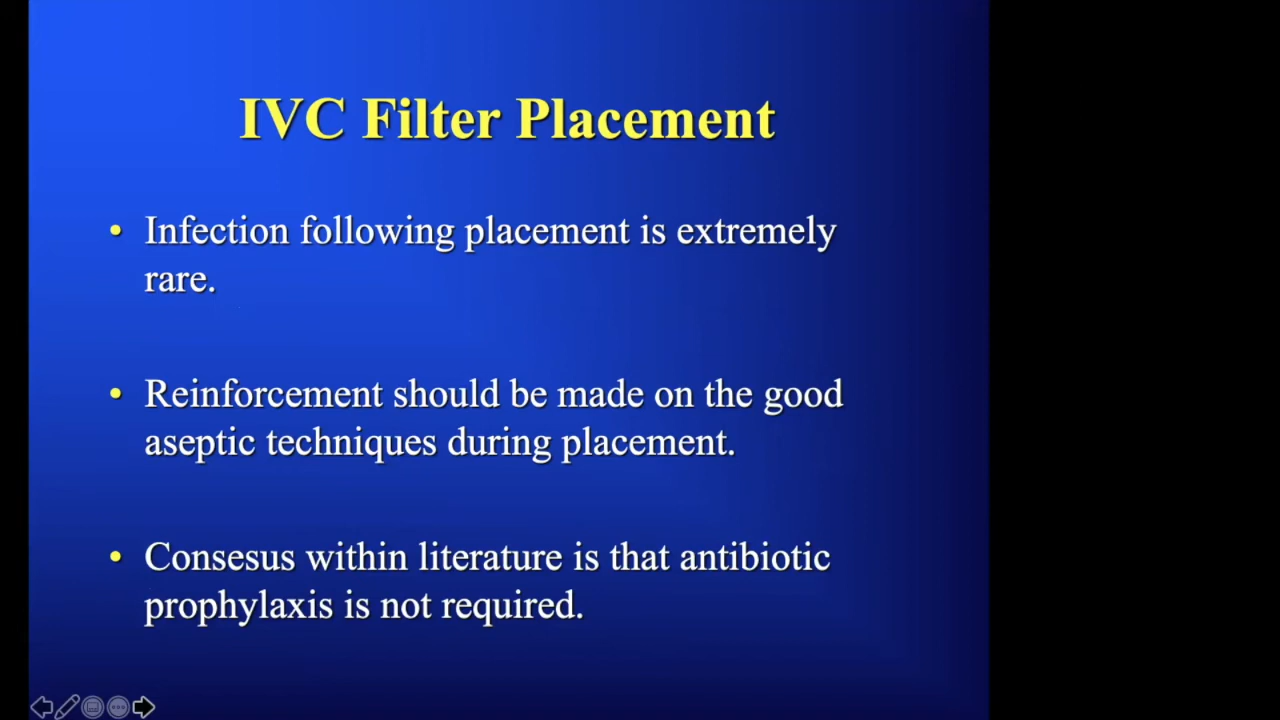 IVC Filter Placement
• Infection following placement is extremely
rare.
• Reinforcement should be made on the good
aseptic techniques during placement.
• Consesus within literature is that antibiotic
prophylaxis is not required.